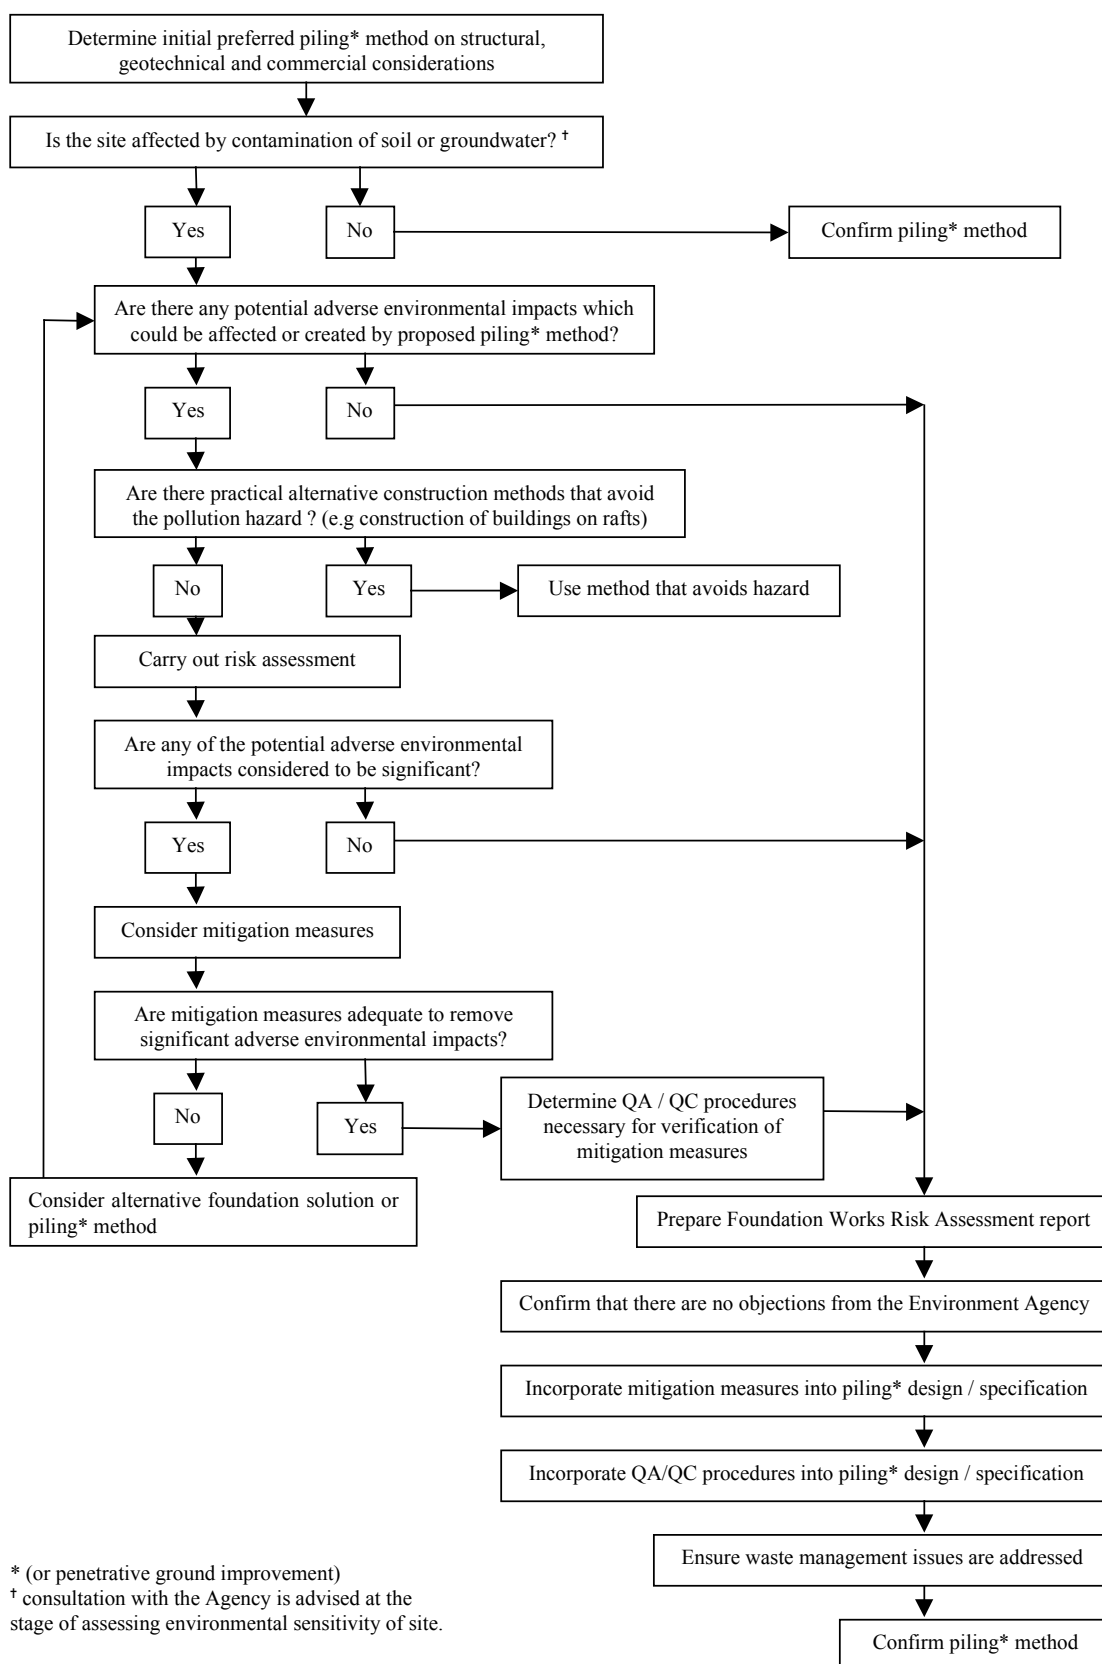 Determine initial preferred piling* method on structural,
geotechnical and commercial considerations
Is the site affected by contamination of soil or groundwater? †
Yes
No
Confirm piling* method
Are there any potential adverse environmental impacts which
could be affected or created by proposed piling* method?
Yes
No
Are there practical alternative construction methods that avoid
the pollution hazard ? (e.g construction of buildings on rafts)
No
Yes
Use method that avoids hazard
Carry out risk assessment
Are any of the potential adverse environmental
impacts considered to be significant?
Yes
No
Consider mitigation measures
Are mitigation measures adequate to remove
significant adverse environmental impacts?
No
Yes
Determine QA / QC procedures
necessary for verification of
mitigation measures
Consider alternative foundation solution or
piling* method
Prepare Foundation Works Risk Assessment report
Confirm that there are no objections from the Environment Agency
Incorporate mitigation measures into piling* design / specification
Incorporate QA/QC procedures into piling* design / specification
Ensure waste management issues are addressed
Confirm piling* method
* (or penetrative ground improvement)
† consultation with the Agency is advised at the
stage of assessing environmental sensitivity of site.